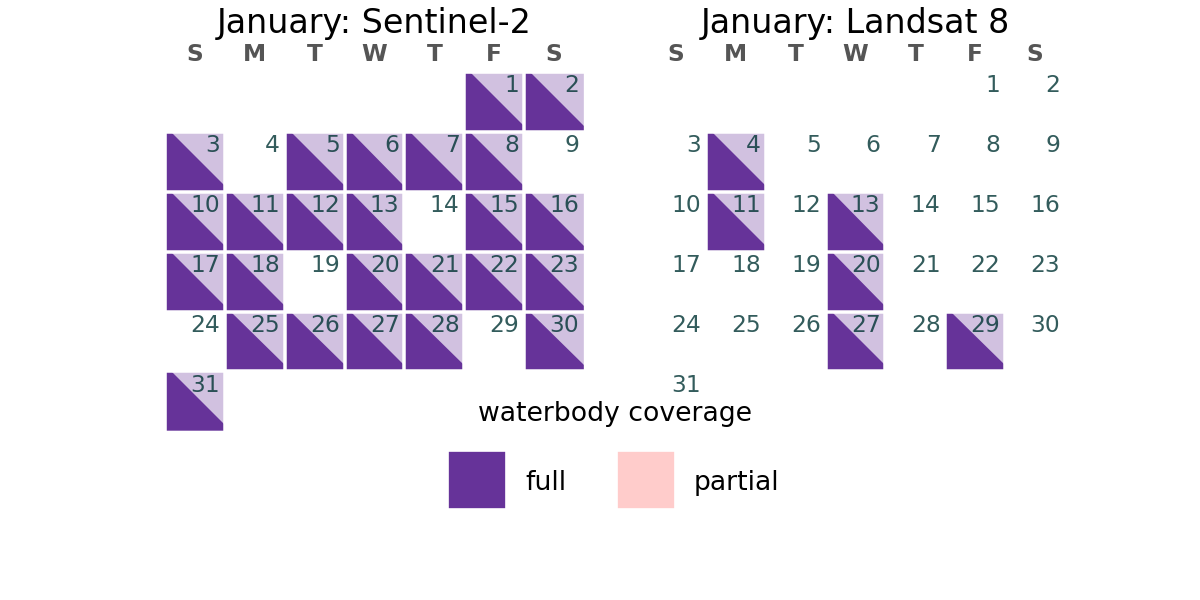 January: Sentinel-2
S M T W T F S
1 2
3 4 5 6 7 8 9
10 11 12 13 14 15 16
17 18 19 20 21 22 23
24 25 26 27 28 29 30
31
January: Landsat 8
S M T W T F S
1 2
3 4 5 6 7 8 9
10 11 12 13 14 15 16
17 18 19 20 21 22 23
24 25 26 27 28 29 30
31
waterbody coverage
full partial